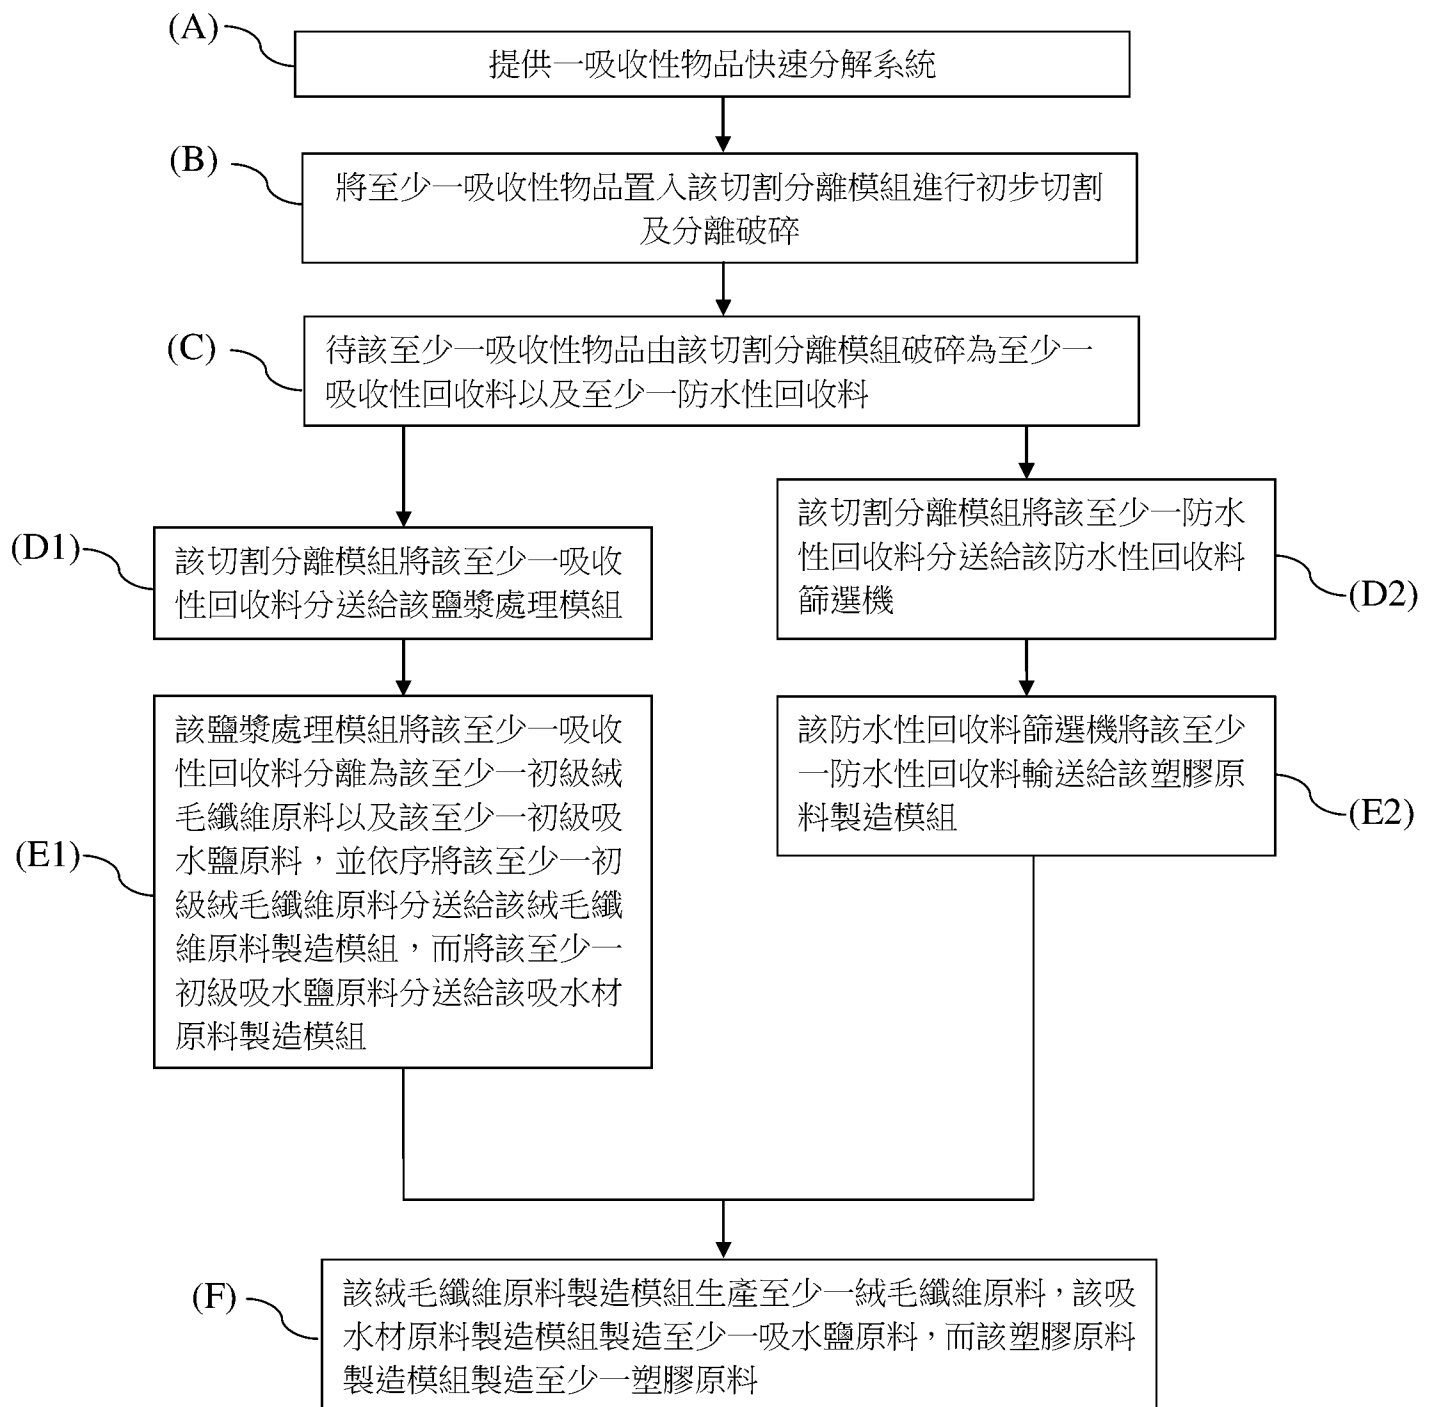 (A)
提供一吸收性物品快速分解系統
(B)
將至少一吸收性物品置入該切割分離模組進行初步切割
及分離破碎
(C)
待該至少一吸收性物品由該切割分離模組破碎為至少一
吸收性回收料以及至少一防水性回收料
(D1)
該切割分離模組將該至少一吸收
性回收料分送給該鹽漿處理模組
該切割分離模組將該至少一防水
性回收料分送給該防水性回收料
篩選機
(D2)
(E1)
該鹽漿處理模組將該至少一吸收
性回收料分離為該至少一初級絨
毛纖維原料以及該至少一初級吸
水鹽原料，並依序將該至少一初
級絨毛纖維原料分送給該絨毛纖
維原料製造模組，而將該至少一
初級吸水鹽原料分送給該吸水材
原料製造模組
該防水性回收料篩選機將該至少
一防水性回收料輸送給該塑膠原
料製造模組
(E2)
(F)
該絨毛纖維原料製造模組生產至少一絨毛纖維原料，該吸
水材原料製造模組製造至少一吸水鹽原料，而該塑膠原料
製造模組製造至少一塑膠原料